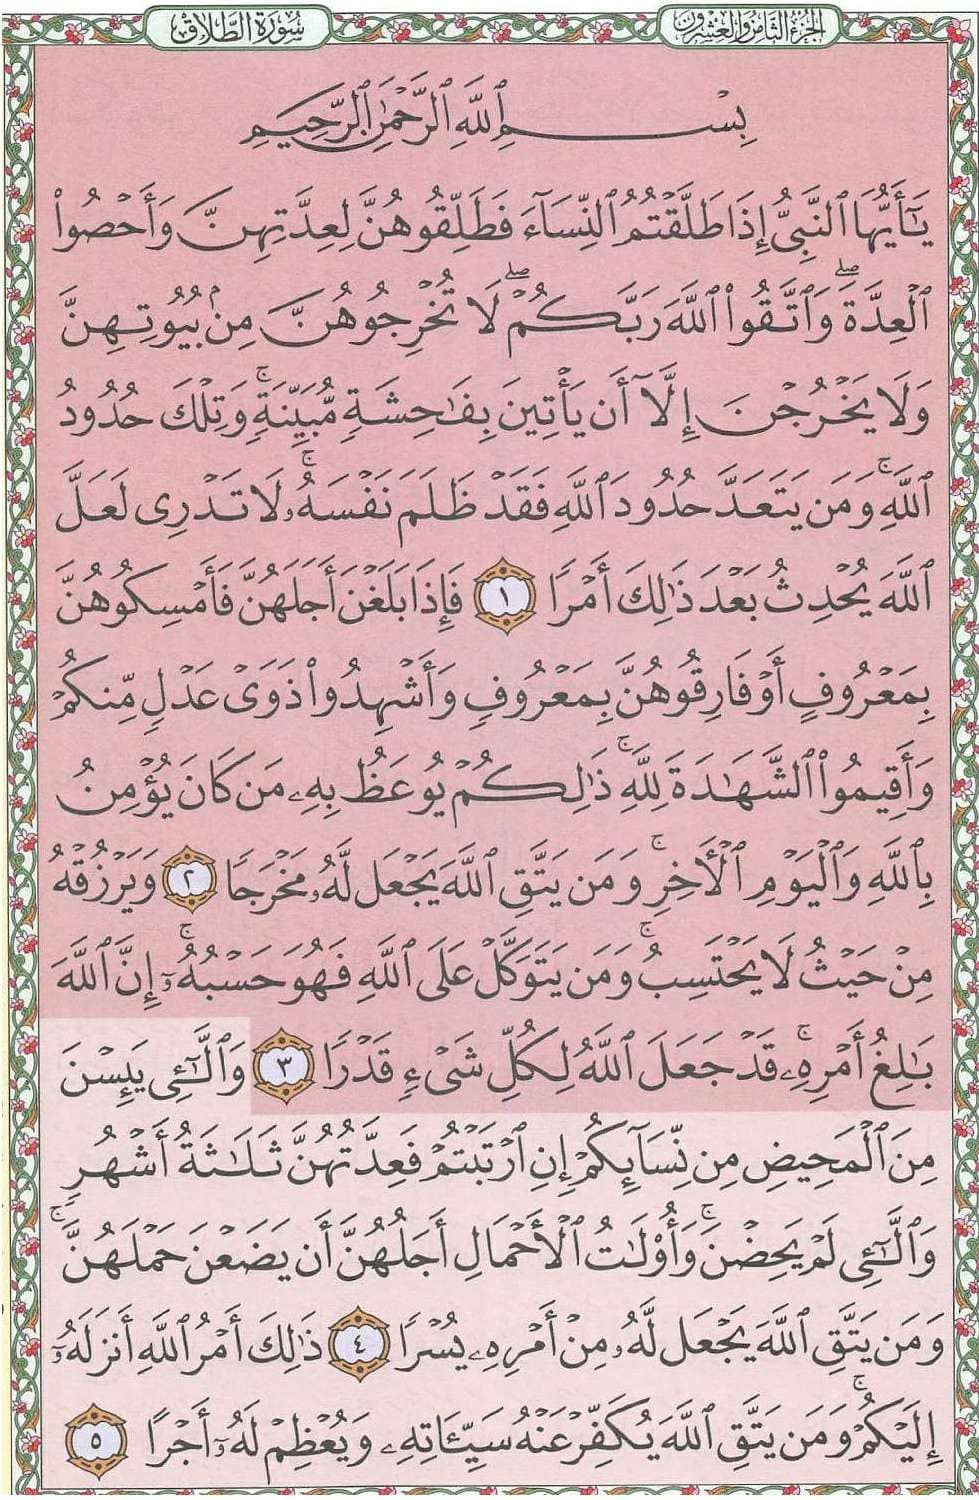 الجزء الثامن والعشرون
سورة الطلاق
بِسْمِ ٱللَّهِ ٱلرَّحْمَٰنِ ٱلرَّحِيمِ
يَٰٓأَيُّهَا ٱلنَّبِىُّ إِذَا طَلَّقْتُمُ ٱلنِّسَآءَ فَطَلِّقُوهُنَّ لِعِدَّتِهِنَّ وَأَحْصُوا۟
ٱلْعِدَّةَ ۖ وَٱتَّقُوا۟ ٱللَّهَ رَبَّكُمْ ۖ لَا تُخْرِجُوهُنَّ مِنۢ بُيُوتِهِنَّ
وَلَا يَخْرُجْنَ إِلَّآ أَن يَأْتِينَ بِفَٰحِشَةٍ مُّبَيِّنَةٍ ۚ وَتِلْكَ حُدُودُ
ٱللَّهِ ۚ وَمَن يَتَعَدَّ حُدُودَ ٱللَّهِ فَقَدْ ظَلَمَ نَفْسَهُۥ ۚ لَا تَدْرِى لَعَلَّ
ٱللَّهَ يُحْدِثُ بَعْدَ ذَٰلِكَ أَمْرًا ١ فَإِذَا بَلَغْنَ أَجَلَهُنَّ فَأَمْسِكُوهُنَّ
بِمَعْرُوفٍ أَوْ فَارِقُوهُنَّ بِمَعْرُوفٍ وَأَشْهِدُوا۟ ذَوَىْ عَدْلٍ مِّنكُمْ
وَأَقِيمُوا۟ ٱلشَّهَٰدَةَ لِلَّهِ ۚ ذَٰلِكُمْ يُوعَظُ بِهِۦ مَن كَانَ يُؤْمِنُ
بِٱللَّهِ وَٱلْيَوْمِ ٱلْأَخِرِ ۚ وَمَن يَتَّقِ ٱللَّهَ يَجْعَل لَّهُۥ مَخْرَجًا ٢ وَيَرْزُقْهُ
مِنْ حَيْثُ لَا يَحْتَسِبُ ۚ وَمَن يَتَوَكَّلْ عَلَى ٱللَّهِ فَهُوَ حَسْبُهُۥٓ ۚ إِنَّ ٱللَّهَ
بَٰلِغُ أَمْرِهِۦ ۚ قَدْ جَعَلَ ٱللَّهُ لِكُلِّ شَىْءٍ قَدْرًا ٣ وَٱلَّٰٓـِٔى يَئِسْنَ
مِنَ ٱلْمَحِيضِ مِن نِّسَآئِكُمْ إِنِ ٱرْتَبْتُمْ فَعِدَّتُهُنَّ ثَلَٰثَةُ أَشْهُرٍ
وَٱلَّٰٓـِٔى لَمْ يَحِضْنَ ۚ وَأُو۟لَٰتُ ٱلْأَحْمَالِ أَجَلُهُنَّ أَن يَضَعْنَ حَمْلَهُنَّ ۚ
وَمَن يَتَّقِ ٱللَّهَ يَجْعَل لَّهُۥ مِنْ أَمْرِهِۦ يُسْرًا ٤ ذَٰلِكَ أَمْرُ ٱللَّهِ أَنزَلَهُۥٓ
إِلَيْكُمْ ۚ وَمَن يَتَّقِ ٱللَّهَ يُكَفِّرْ عَنْهُ سَيِّـَٔاتِهِۦ وَيُعْظِمْ لَهُۥٓ أَجْرًا ٥